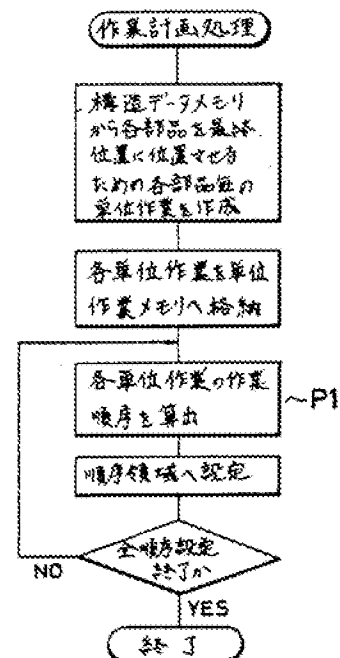 作業計画処理
構造データメモリ
から各部品を最終
位置に位置させる
ための各部品毎の
単位作業を作成
各単位作業を単位
作業メモリへ格納
各単位作業の作業
順序を算出
~P1
順序領域へ設定
全順序設定
終了か
NO
YES
終了